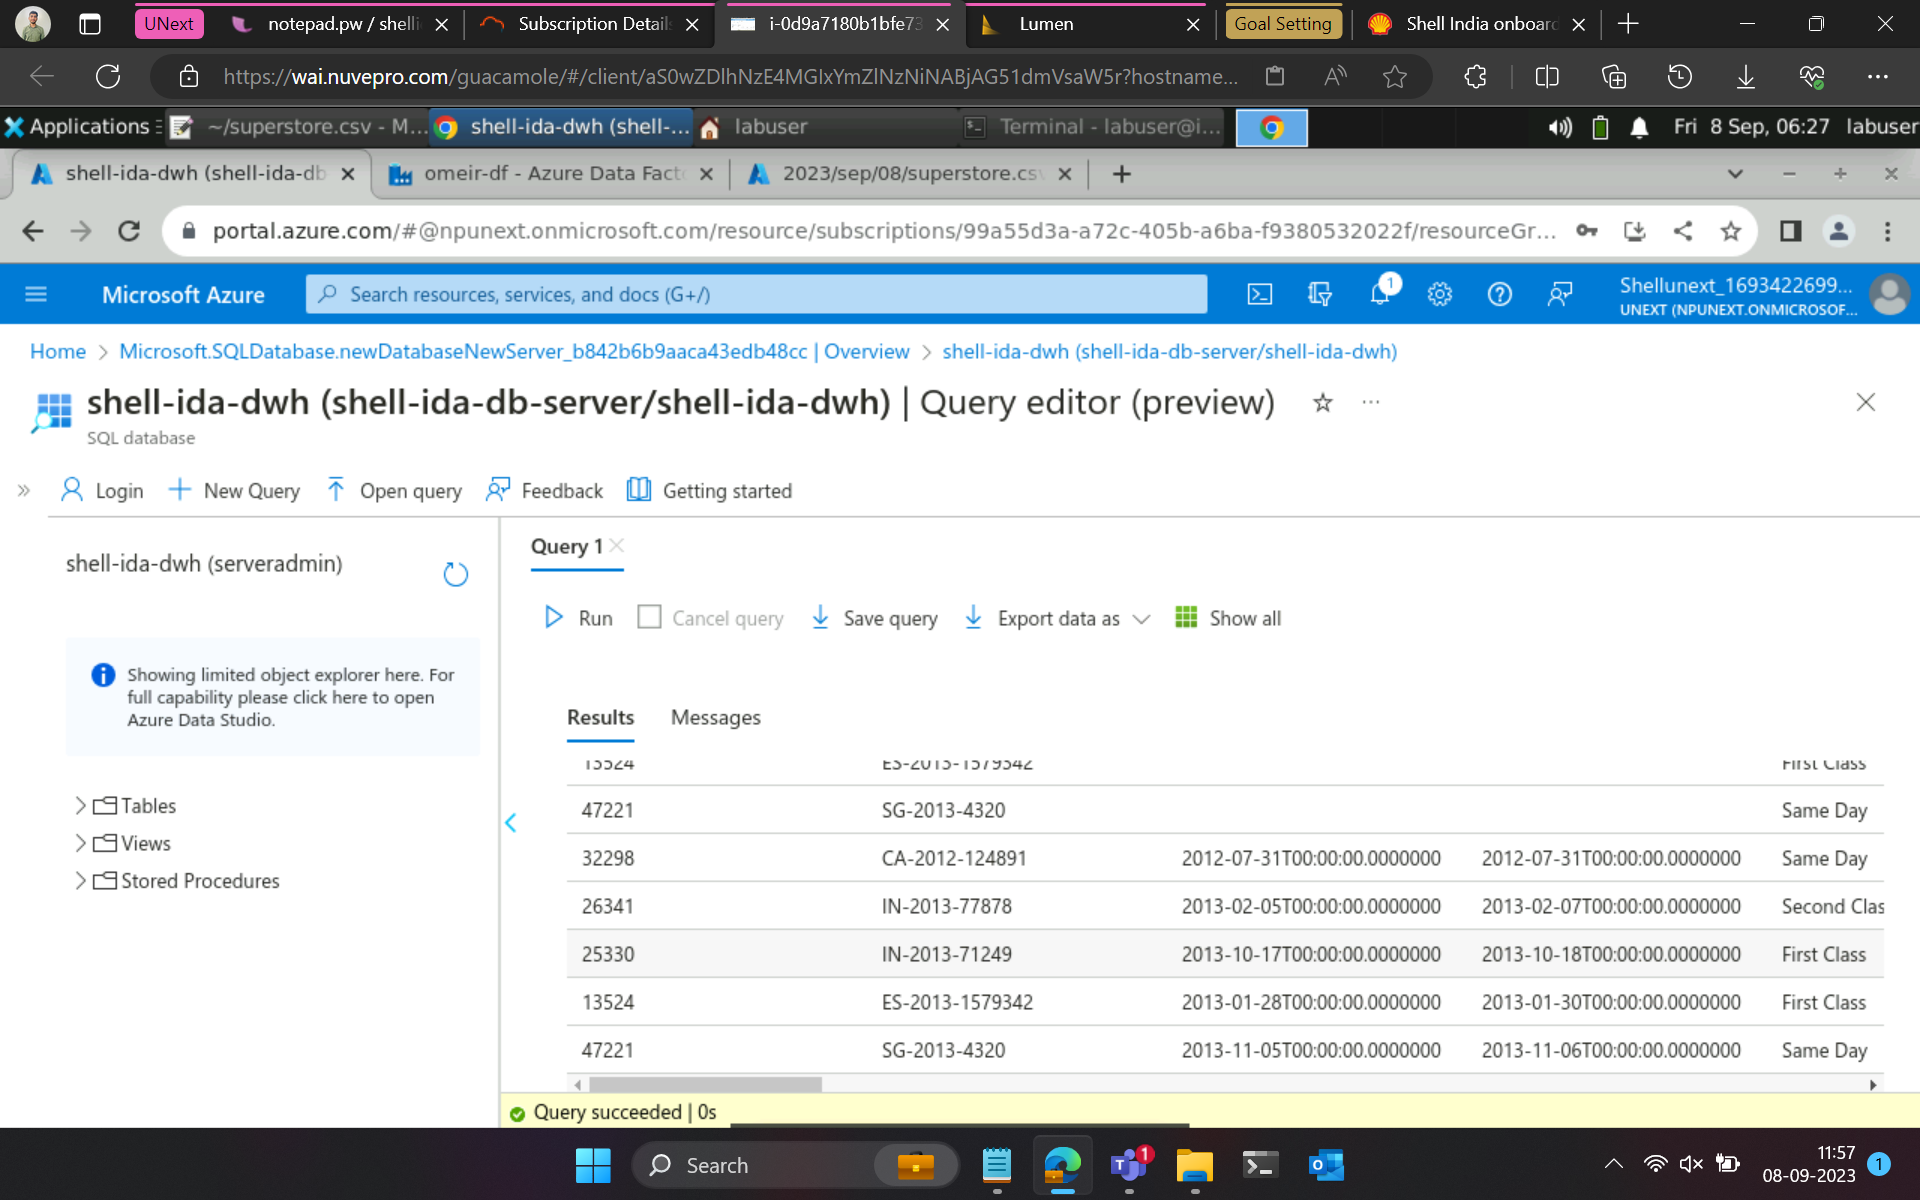 UNext
notepad.pw / shelli
Subscription Details
i-0d9a7180b1bfe73
Lumen
Goal Setting
Shell India onboard
https://wai.nuvepro.com/guacamole/#/client/aS0wZDlhNzE4MGIxYmZlNzNiNABjAG51dmVsaW5r?hostname...
Applications
~/superstore.csv - M...
shell-ida-dwh (shell-...
labuser
Terminal - labuser@i...
Fri 8 Sep, 06:27 labuser
shell-ida-dwh (shell-ida-db
omeir-df - Azure Data Facto
2023/sep/08/superstore.csv
portal.azure.com/#@npunext.onmicrosoft.com/resource/subscriptions/99a55d3a-a72c-405b-a6ba-f9380532022f/resourceGr...
Microsoft Azure
Search resources, services, and docs (G+/)
1
Shellunext_1693422699...
UNEXT (NPUNEXT.ONMICROSOF...
Home > Microsoft.SQLDatabase.newDatabaseNewServer_b842b6b9aaca43edb48cc | Overview > shell-ida-dwh (shell-ida-db-server/shell-ida-dwh)
shell-ida-dwh (shell-ida-db-server/shell-ida-dwh) | Query editor (preview)
SQL database
Login
New Query
Open query
Feedback
Getting started
shell-ida-dwh (serveradmin)
Showing limited object explorer here. For
full capability please click here to open
Azure Data Studio.
Tables
Views
Stored Procedures
Query 1
Run
Cancel query
Save query
Export data as
Show all
Results
Messages
13524 ES-2013-1579342 First Class
47221 SG-2013-4320 Same Day
32298 CA-2012-124891 2012-07-31T00:00:00.0000000 2012-07-31T00:00:00.0000000 Same Day
26341 IN-2013-77878 2013-02-05T00:00:00.0000000 2013-02-07T00:00:00.0000000 Second Clas
25330 IN-2013-71249 2013-10-17T00:00:00.0000000 2013-10-18T00:00:00.0000000 First Class
13524 ES-2013-1579342 2013-01-28T00:00:00.0000000 2013-01-30T00:00:00.0000000 First Class
47221 SG-2013-4320 2013-11-05T00:00:00.0000000 2013-11-06T00:00:00.0000000 Same Day
Query succeeded | 0s
Search
1
11:57
08-09-2023
1